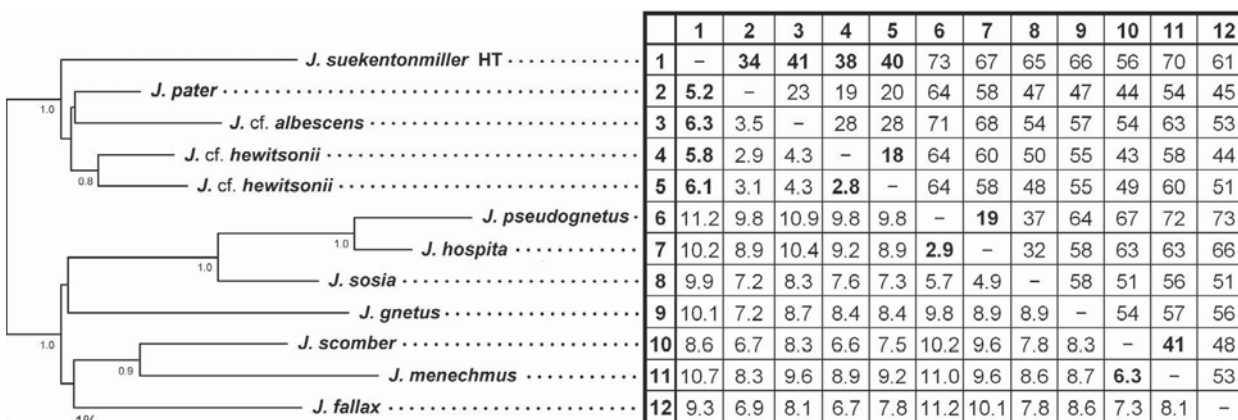 1 2 3 4 5 6 7 8 9 10 11 12
J. suekentonmiller HT 1 – 34 41 38 40 73 67 65 66 56 70 61
1.0
J. pater 2 5.2 – 23 19 20 64 58 47 47 44 54 45
J. cf. albescens 3 6.3 3.5 – 28 28 71 68 54 57 54 63 53
J. cf. hewitsonii 4 5.8 2.9 4.3 – 18 64 60 50 55 43 58 44
0.8
J. cf. hewitsonii 5 6.1 3.1 4.3 2.8 – 64 58 48 55 49 60 51
J. pseudognetus 6 11.2 9.8 10.9 9.8 9.8 – 19 37 64 67 72 73
1.0
J. hospita 7 10.2 8.9 10.4 9.2 8.9 2.9 – 32 58 63 63 66
1.0
J. sosia 8 9.9 7.2 8.3 7.6 7.3 5.7 4.9 – 58 51 56 51
J. gnetus 9 10.1 7.2 8.7 8.4 8.4 9.8 8.9 8.9 – 54 57 56
1.0
J. scomber 10 8.6 6.7 8.3 6.6 7.5 10.2 9.6 7.8 8.3 – 41 48
0.9
J. menechmus 11 10.7 8.3 9.6 8.9 9.2 11.0 9.6 8.6 8.7 6.3 – 53
J. fallax 12 9.3 6.9 8.1 6.7 7.8 11.2 10.1 7.8 8.6 7.3 8.1 –
1%